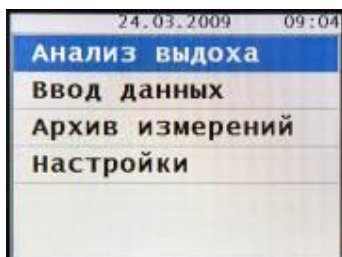 24.03.2009 09:04
Анализ выдоха
Ввод данных
Архив измерений
Настройки